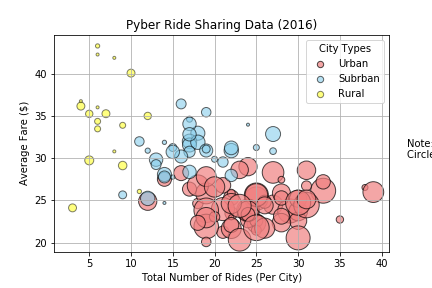 Pyber Ride Sharing Data (2016)
City Types
Urban
Subrban
Rural
Average Fare ($)
40
35
30
25
20
Note:
Circle
5
10
15
20
25
30
35
40
Total Number of Rides (Per City)